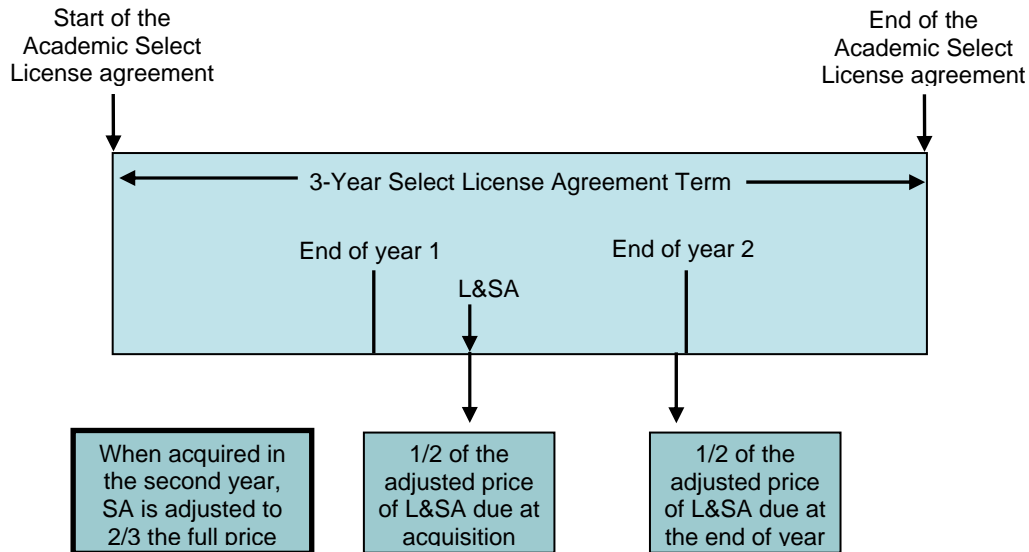 Start of the
Academic Select
License agreement
End of the
Academic Select
License agreement
3-Year Select License Agreement Term
End of year 1
End of year 2
L&SA
When acquired in
the second year,
SA is adjusted to
2/3 the full price
1/2 of the
adjusted price
of L&SA due at
acquisition
1/2 of the
adjusted price
of L&SA due at
the end of year